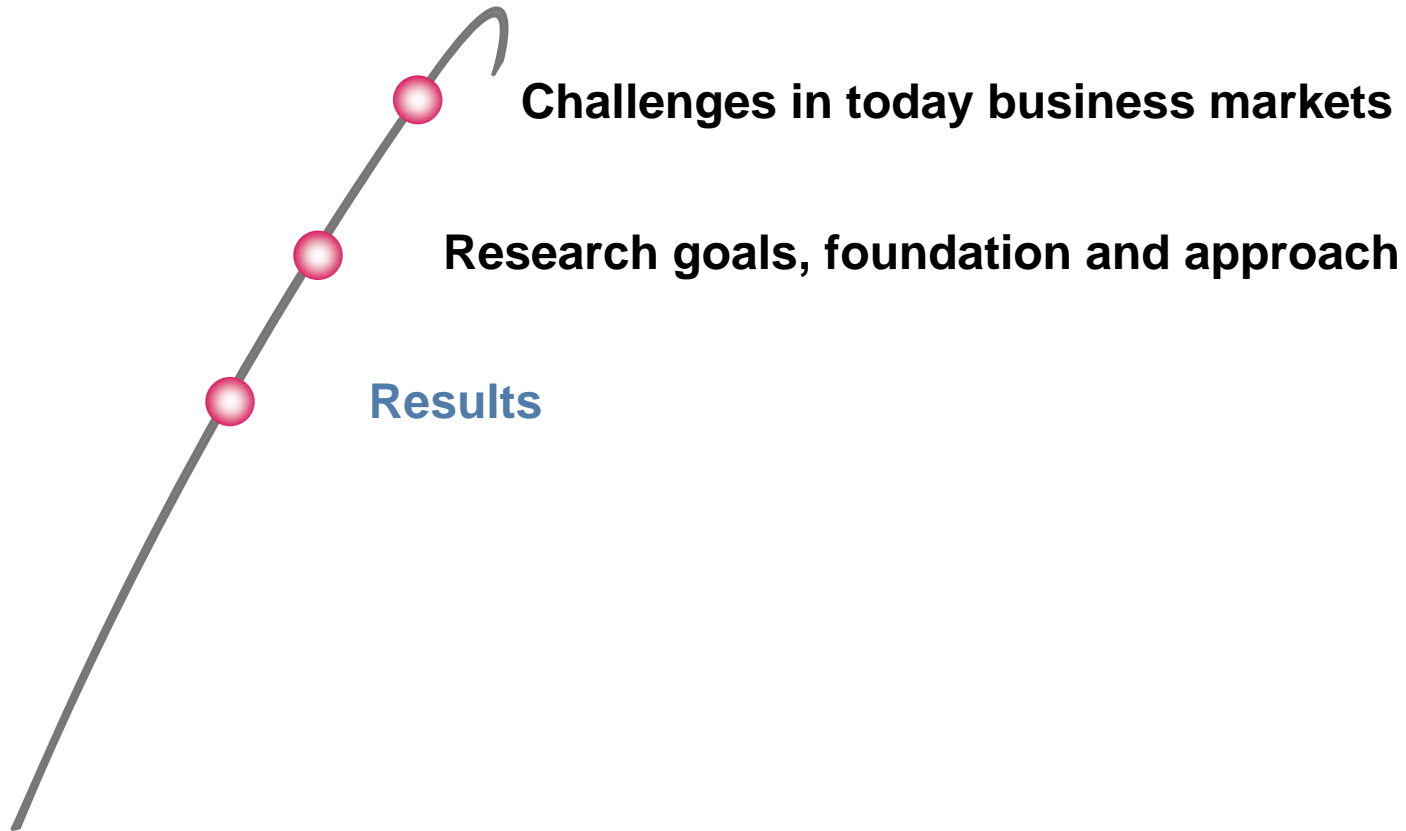 Challenges in today business markets
Research goals, foundation and approach
Results